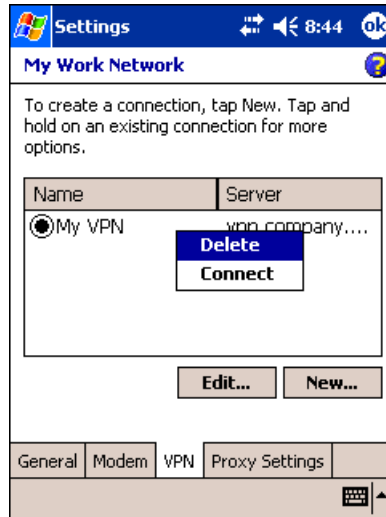 Settings 8:44 ok
My Work Network ?
To create a connection, tap New. Tap and
hold on an existing connection for more
options.
Name Server
My VPN vpn.company....
Delete
Connect
Edit... New...
General Modem VPN Proxy Settings